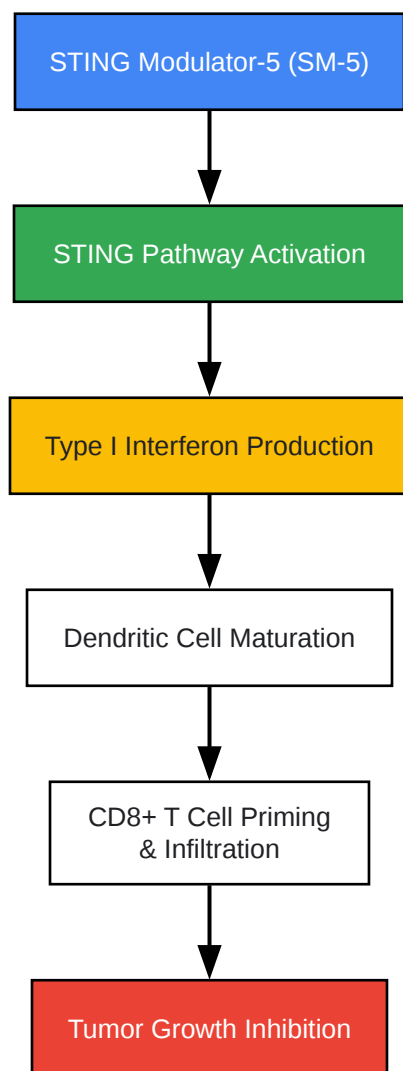 STING Modulator-5 (SM-5)
STING Pathway Activation
Type I Interferon Production
Dendritic Cell Maturation
CD8+ T Cell Priming
& Infiltration
Tumor Growth Inhibition